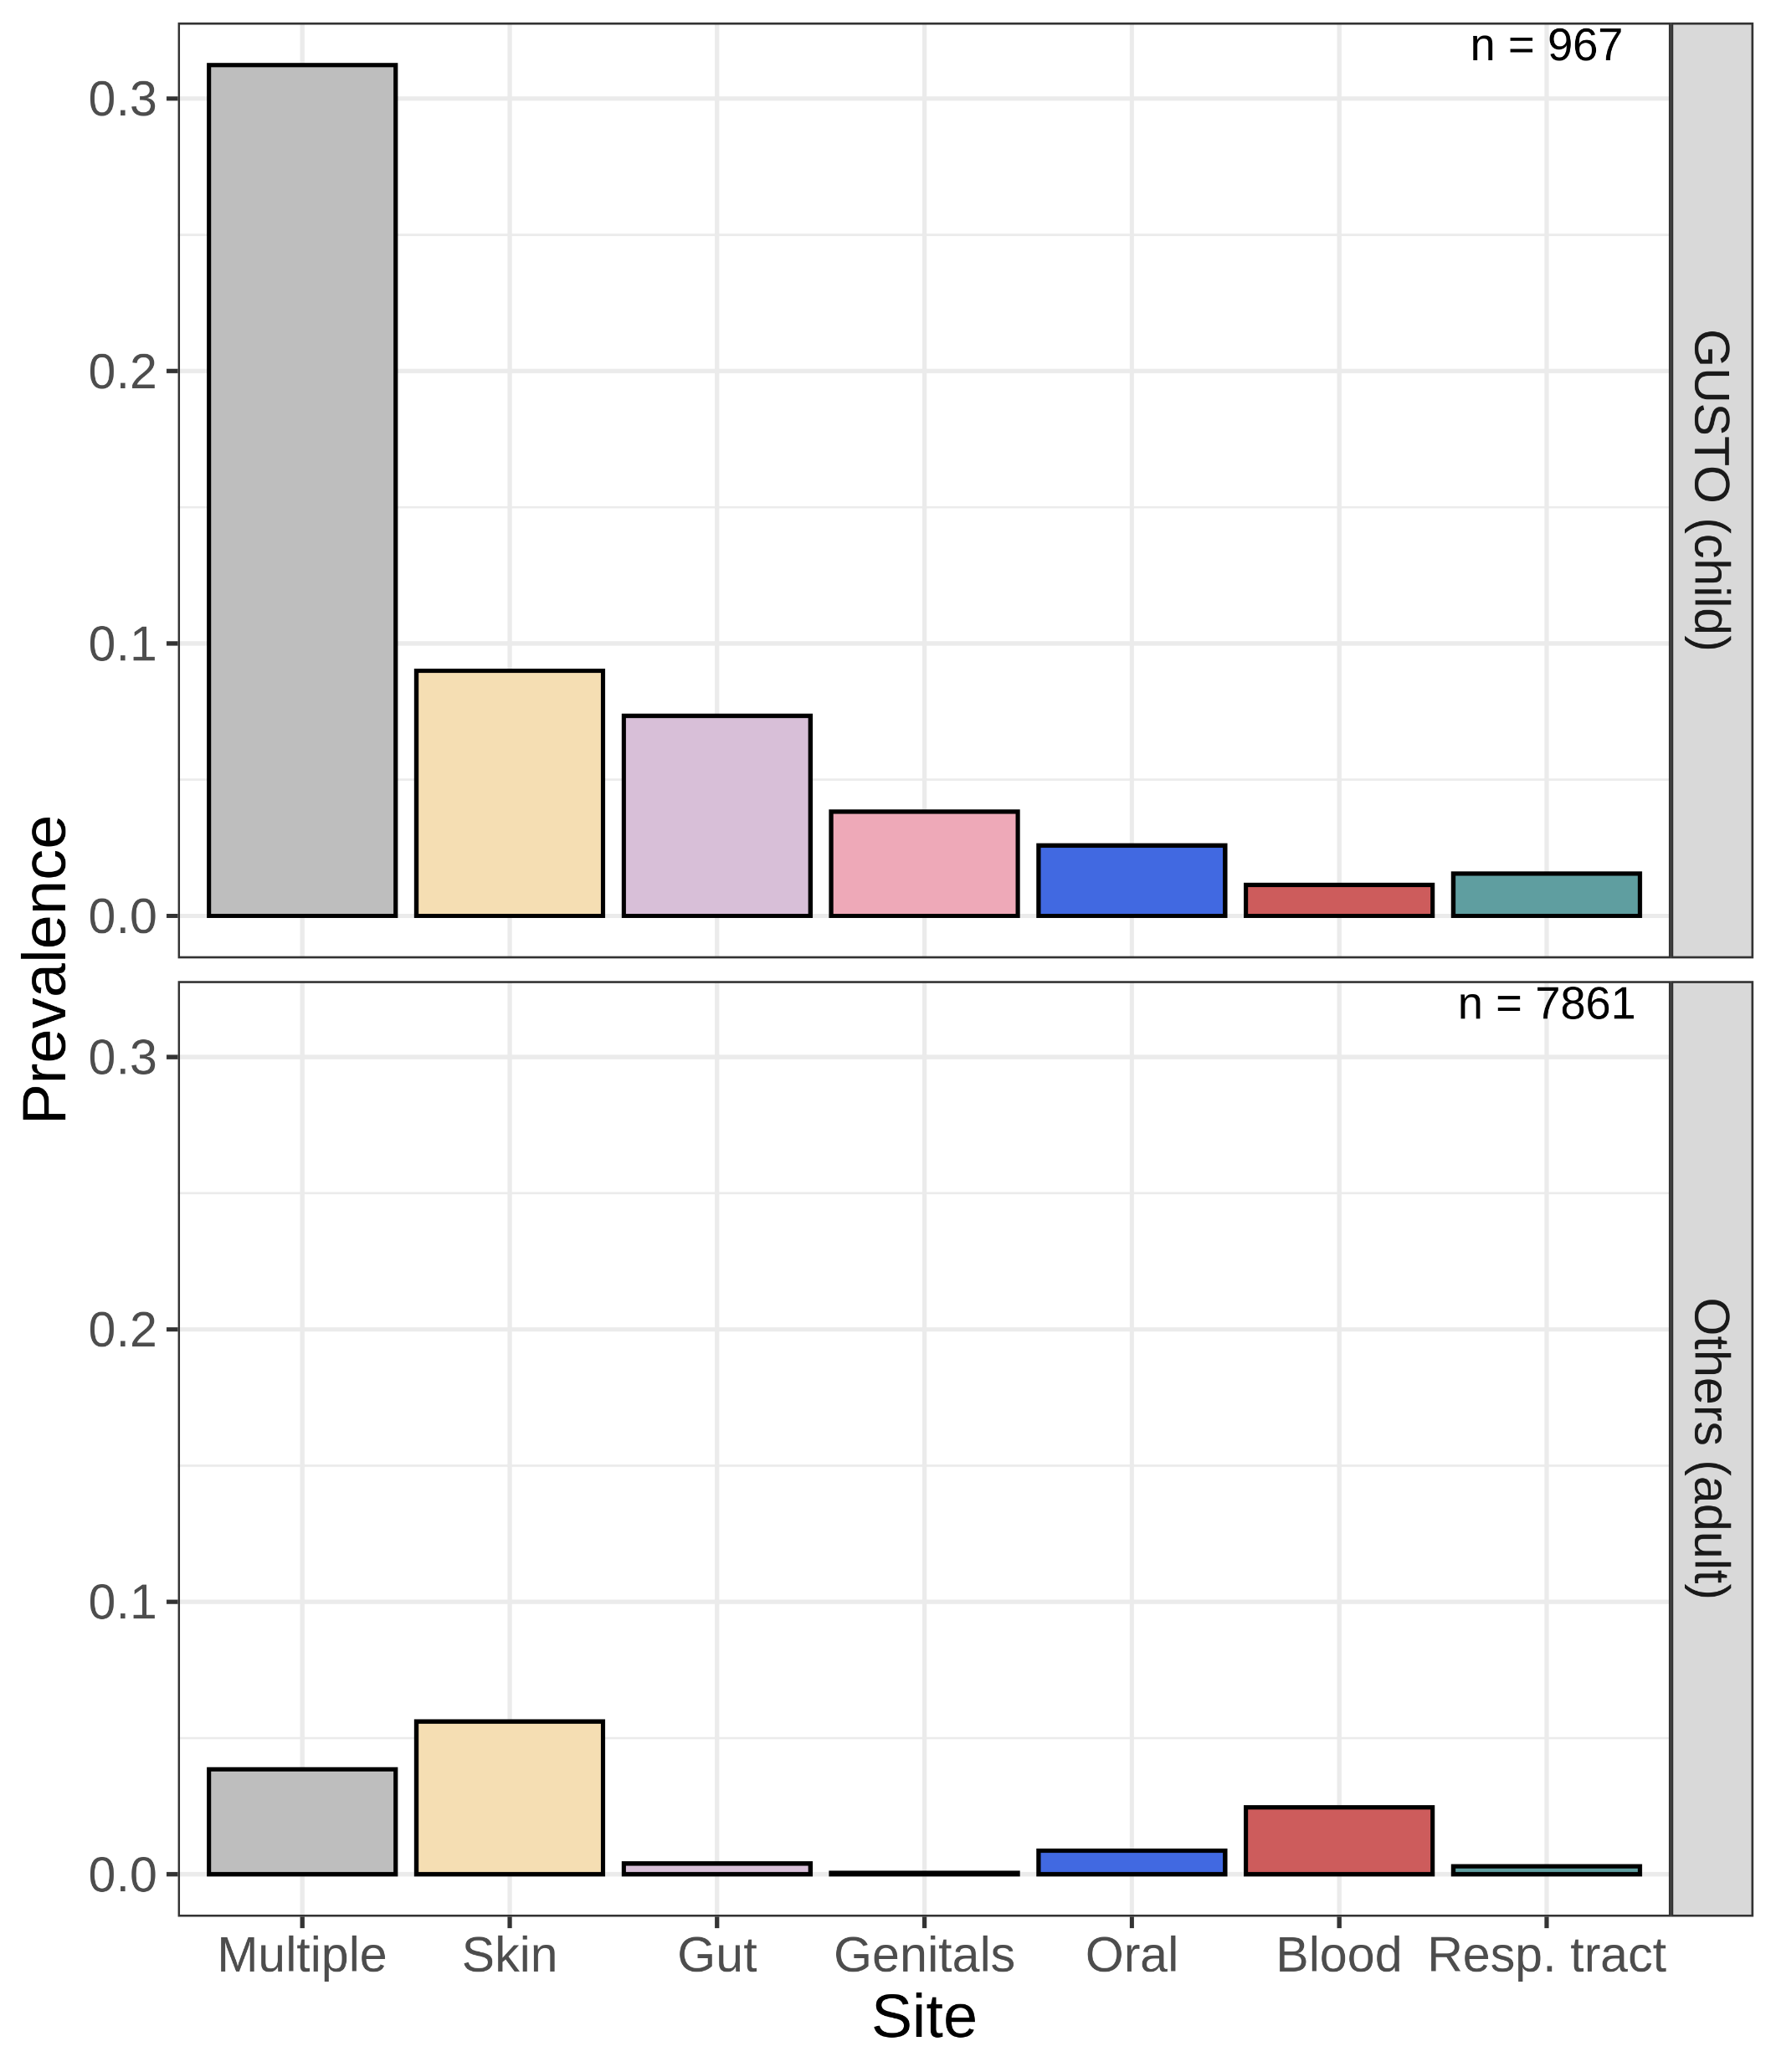 n = 967
0.3
0.2
0.1
0.0
GUSTO (child)
Prevalence
n = 7861
0.3
0.2
0.1
0.0
Others (adult)
Multiple Skin Gut Genitals Oral Blood Resp. tract
Site